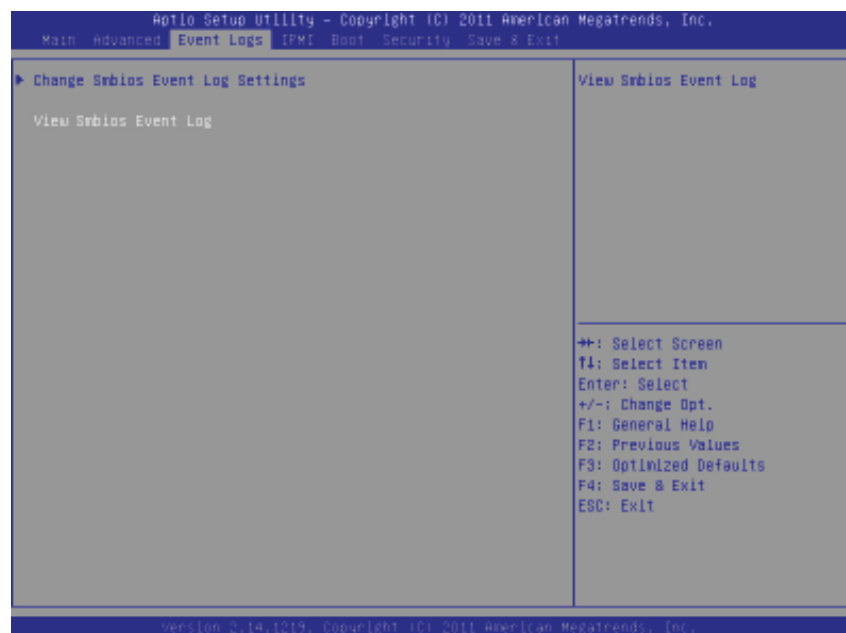 Aptio Setup Utility – Copyright (C) 2011 American Megatrends, Inc.
Main Advanced Event Logs IPMI Boot Security Save & Exit
Change Smbios Event Log Settings
View Smbios Event Log
View Smbios Event Log
→←: Select Screen
↑↓: Select Item
Enter: Select
+/-: Change Opt.
F1: General Help
F2: Previous Values
F3: Optimized Defaults
F4: Save & Exit
ESC: Exit
Version 2.14.1219. Copyright (C) 2011 American Megatrends, Inc.